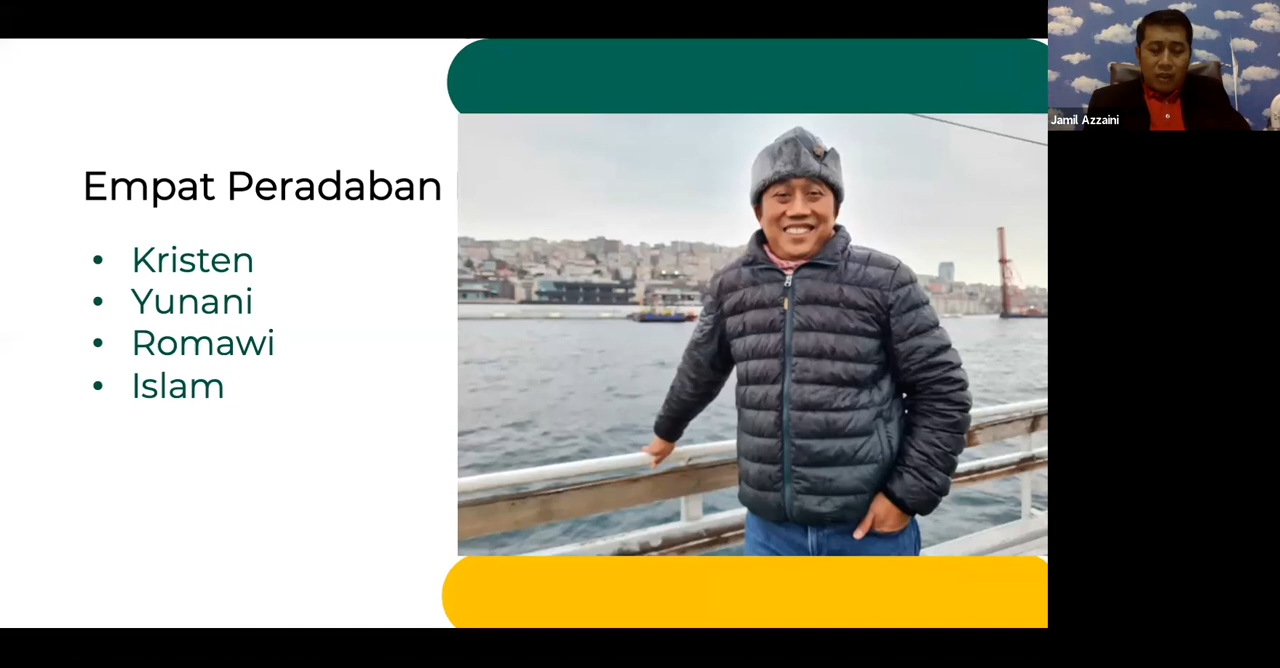 Empat Peradaban
• Kristen
• Yunani
• Romawi
• Islam
Jamil Azzaini